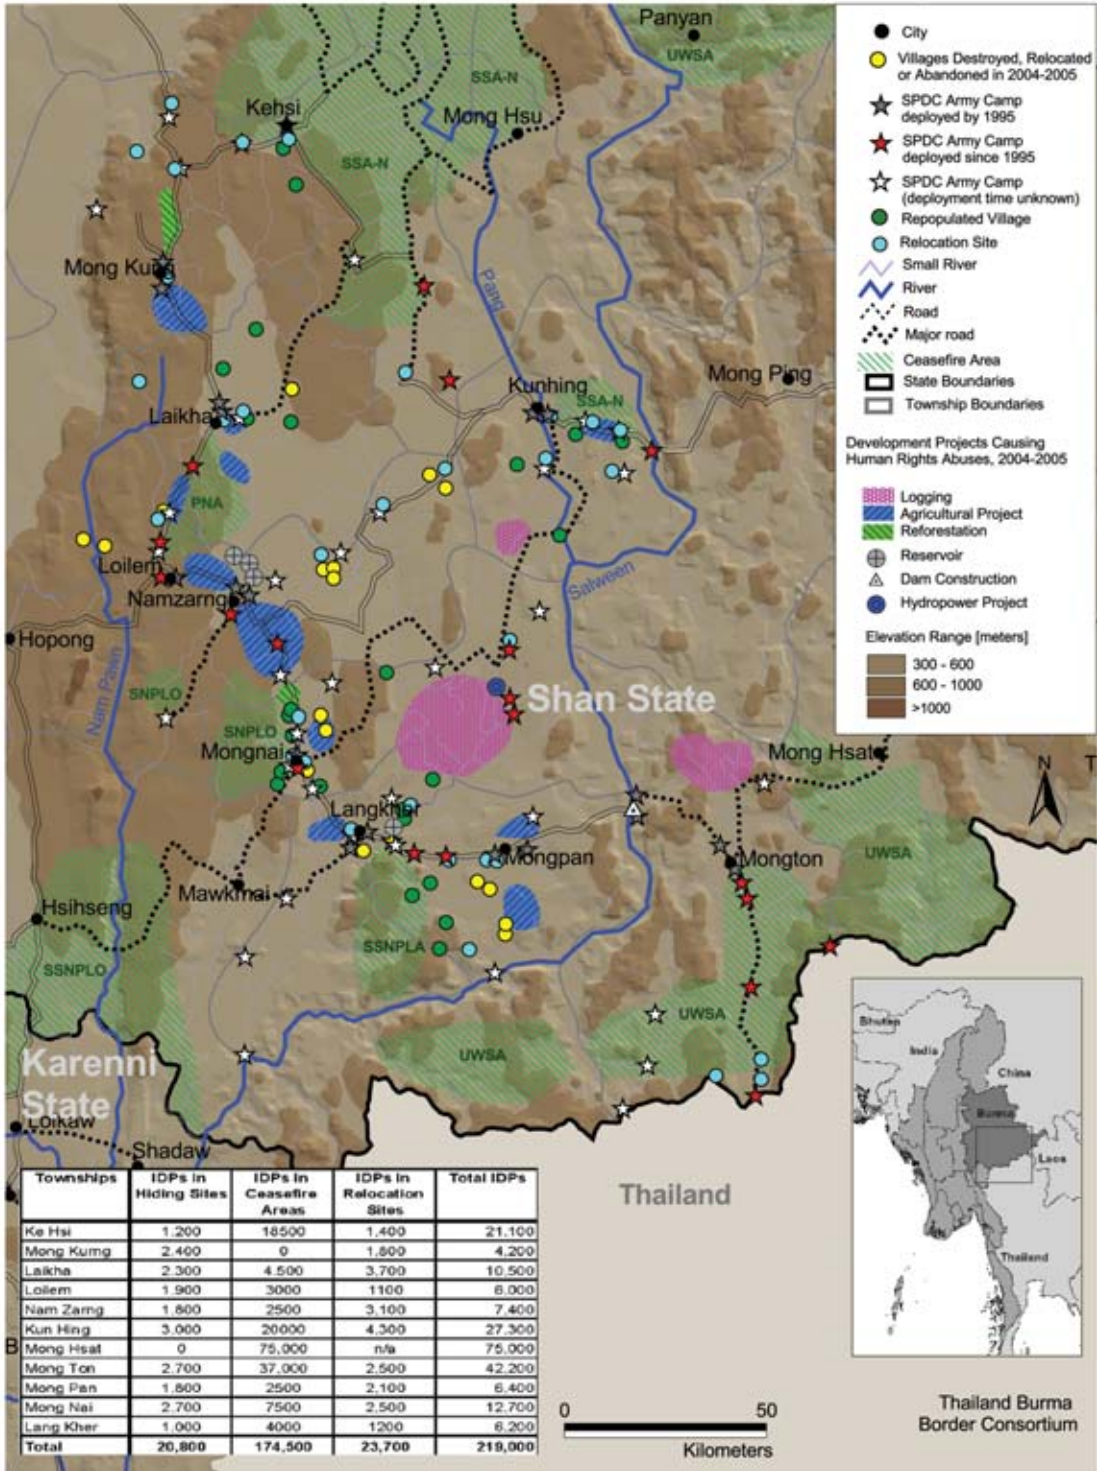 Panyan
UWSA
SSA-N
Kehsi
Mong Hsu
SSA-N
Mong Kung
Pang
Kunhing
Mong Ping
SSA-N
Laikha
PNA
Loilem
Salween
Namzarng
Hopong
Nam Pawn
SNPLO
Shan State
SNPLO
Mongnai
Mong Hsat
Langkher
Mongpan
Mongton
UWSA
Mawkmai
Hsihseng
SSNPLO
SSNPLA
UWSA
UWSA
Karenni
State
Loikaw
Shadaw
Thailand
City
Villages Destroyed, Relocated
or Abandoned in 2004-2005
SPDC Army Camp
deployed by 1995
SPDC Army Camp
deployed since 1995
SPDC Army Camp
(deployment time unknown)
Repopulated Village
Relocation Site
Small River
River
Road
Major road
Ceasefire Area
State Boundaries
Township Boundaries
Development Projects Causing
Human Rights Abuses, 2004-2005
Logging
Agricultural Project
Reforestation
Reservoir
Dam Construction
Hydropower Project
Elevation Range [meters]
300 - 600
600 - 1000
>1000
N
T
Bhutan
India
China
Burma
Laos
Thailand
B
Townships IDPs in Hiding Sites IDPs in Ceasefire Areas IDPs in Relocation Sites Total IDPs
Ke Hsi 1.200 18500 1,400 21,100
Mong Kurng 2.400 0 1,800 4,200
Laikha 2.300 4.500 3,700 10,500
Loilem 1.900 3000 1100 6.000
Nam Zarng 1.800 2500 3,100 7,400
Kun Hing 3.000 20000 4,300 27,300
Mong Hsat 0 75,000 n/a 75,000
Mong Ton 2.700 37,000 2,500 42,200
Mong Pan 1.800 2500 2,100 6,400
Mong Nai 2.700 7500 2,500 12,700
Lang Kher 1,000 4000 1200 6,200
Total 20,800 174,500 23,700 219,000
0 50
Kilometers
Thailand Burma
Border Consortium